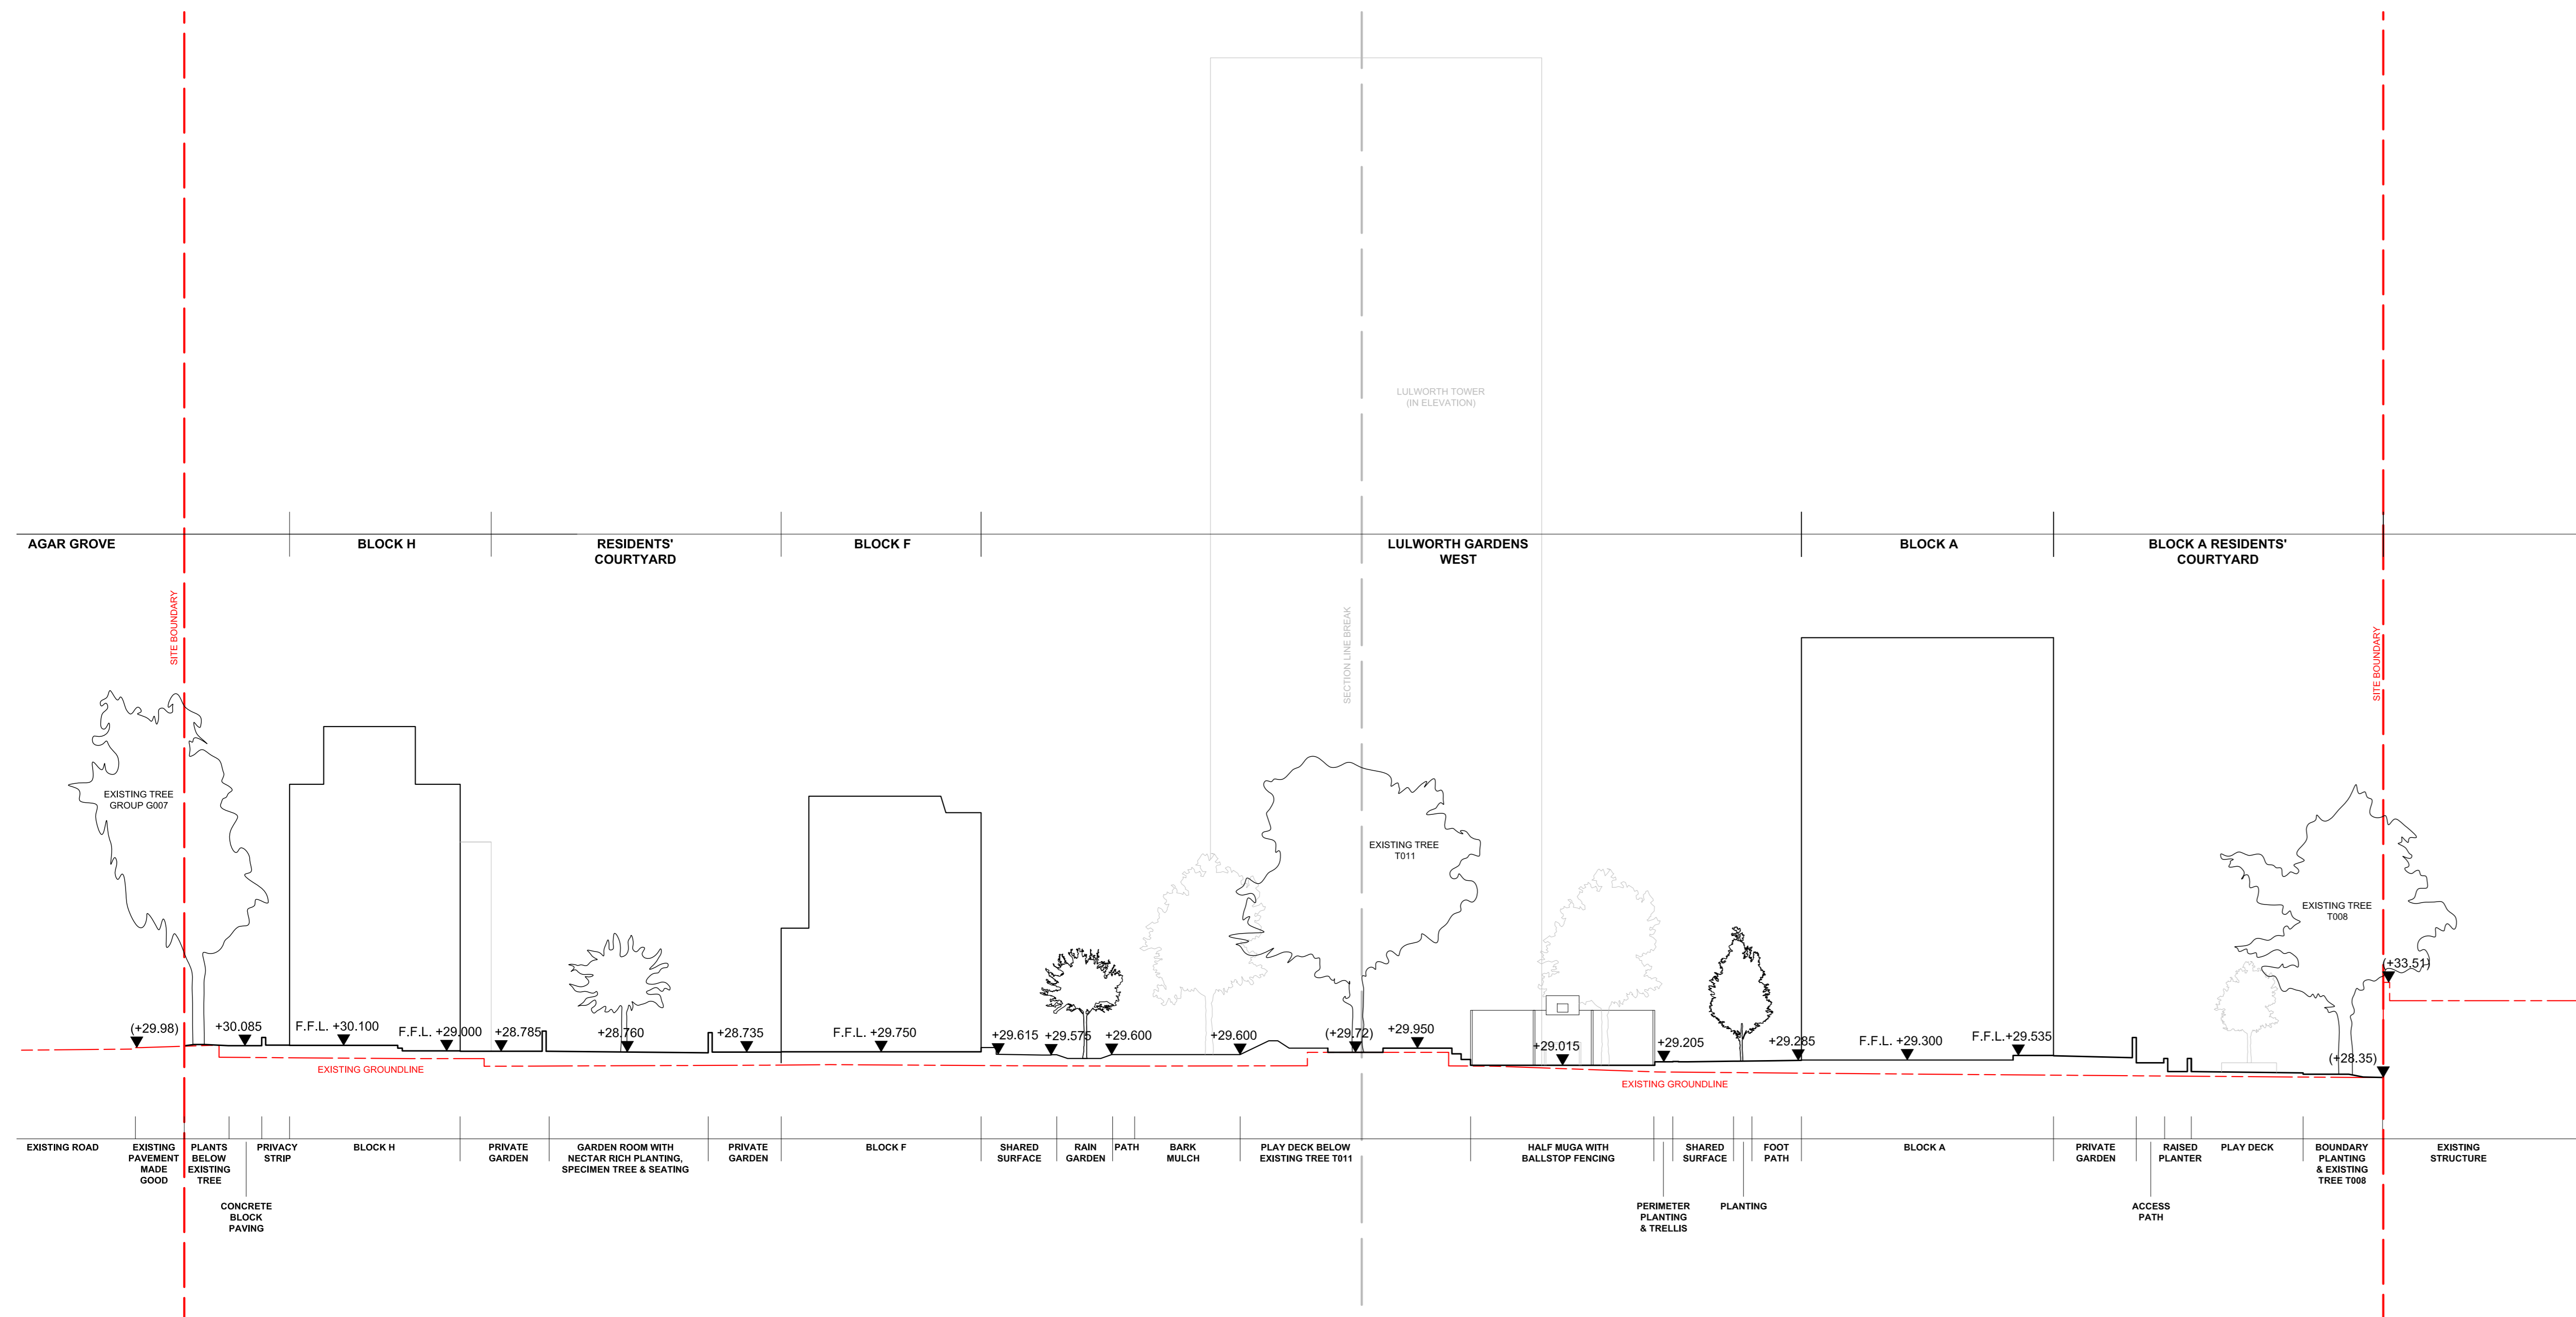 LULWORTH TOWER
(IN ELEVATION)
AGAR GROVE
BLOCK H
RESIDENTS'
COURTYARD
BLOCK F
LULWORTH GARDENS
WEST
BLOCK A
BLOCK A RESIDENTS'
COURTYARD
SITE BOUNDARY
SECTION LINE BREAK
SITE BOUNDARY
EXISTING TREE
GROUP G007
EXISTING TREE
T011
EXISTING TREE
T008
(+33.51)
(+29.98)
+30.085
F.F.L. +30.100
F.F.L. +29.000
+28.785
+28.760
+28.735
F.F.L. +29.750
+29.615
+29.575
+29.600
+29.600
(+29.72)
+29.950
+29.015
+29.205
+29.285
F.F.L. +29.300
F.F.L.+29.535
(+28.35)
EXISTING GROUNDLINE
EXISTING GROUNDLINE
EXISTING ROAD
EXISTING
PAVEMENT
MADE
GOOD
PLANTS
BELOW
EXISTING
TREE
CONCRETE
BLOCK
PAVING
PRIVACY
STRIP
BLOCK H
PRIVATE
GARDEN
GARDEN ROOM WITH
NECTAR RICH PLANTING,
SPECIMEN TREE & SEATING
PRIVATE
GARDEN
BLOCK F
SHARED
SURFACE
RAIN
GARDEN
PATH
BARK
MULCH
PLAY DECK BELOW
EXISTING TREE T011
HALF MUGA WITH
BALLSTOP FENCING
PERIMETER
PLANTING
& TRELLIS
SHARED
SURFACE
PLANTING
FOOT
PATH
BLOCK A
PRIVATE
GARDEN
ACCESS
PATH
RAISED
PLANTER
PLAY DECK
BOUNDARY
PLANTING
& EXISTING
TREE T008
EXISTING
STRUCTURE